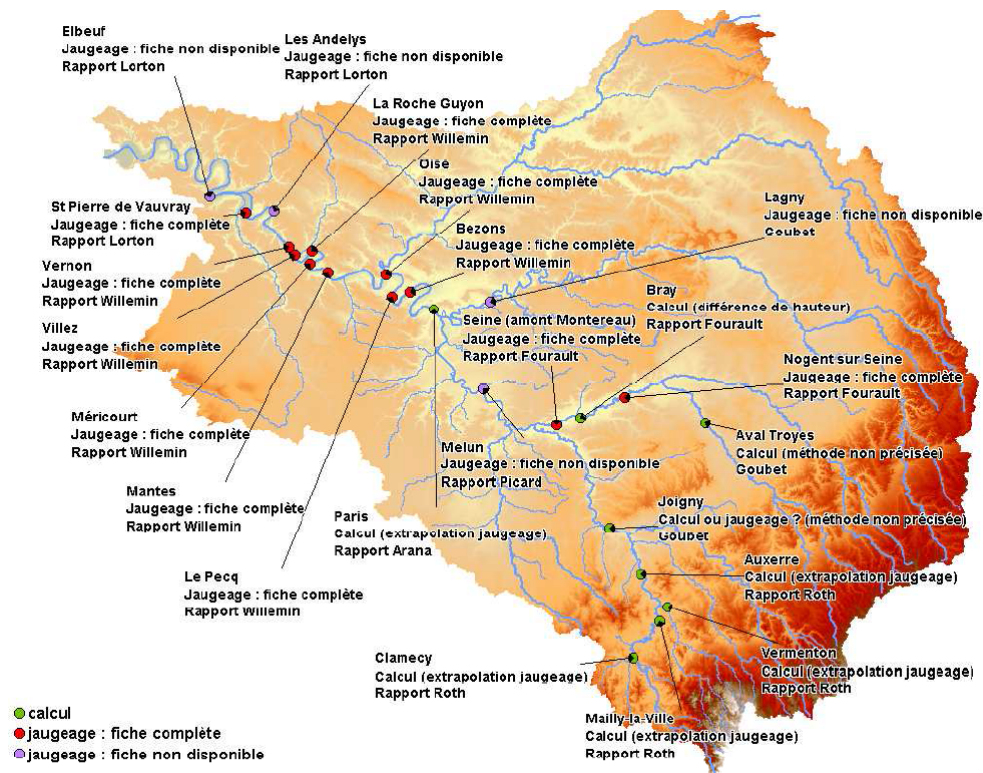 Elbeuf
Jaugeage : fiche non disponible
Rapport Lorton
Les Andelys
Jaugeage : fiche non disponible
Rapport Lorton
La Roche Guyon
Jaugeage : fiche complète
Rapport Willemin
Oise
Jaugeage : fiche complète
Rapport Willemin
Lagny
Jaugeage : fiche non disponible
Goubet
St Pierre de Vauvray
Jaugeage : fiche complète
Rapport Lorton
Bezons
Jaugeage : fiche complète
Rapport Willemin
Vernon
Jaugeage : fiche complète
Rapport Willemin
Bray
Calcul (différence de hauteur)
Rapport Fourault
Seine (amont Montereau)
Jaugeage : fiche complète
Rapport Fourault
Villez
Jaugeage : fiche complète
Rapport Willemin
Nogent sur Seine
Jaugeage : fiche complète
Rapport Fourault
Méricourt
Jaugeage : fiche complète
Rapport Willemin
Aval Troyes
Calcul (méthode non précisée)
Goubet
Melun
Jaugeage : fiche non disponible
Rapport Picard
Mantes
Jaugeage : fiche complète
Rapport Willemin
Paris
Calcul (extrapolation jaugeage)
Rapport Arana
Joigny
Calcul ou jaugeage ? (méthode non précisée)
Goubet
Le Pecq
Jaugeage : fiche complète
Rapport Willemin
Auxerre
Calcul (extrapolation jaugeage)
Rapport Roth
Clamecy
Calcul (extrapolation jaugeage)
Rapport Roth
Vermenton
Calcul (extrapolation jaugeage)
Rapport Roth
Mailly-la-Ville
Calcul (extrapolation jaugeage)
Rapport Roth
calcul
jaugeage : fiche complète
jaugeage : fiche non disponible